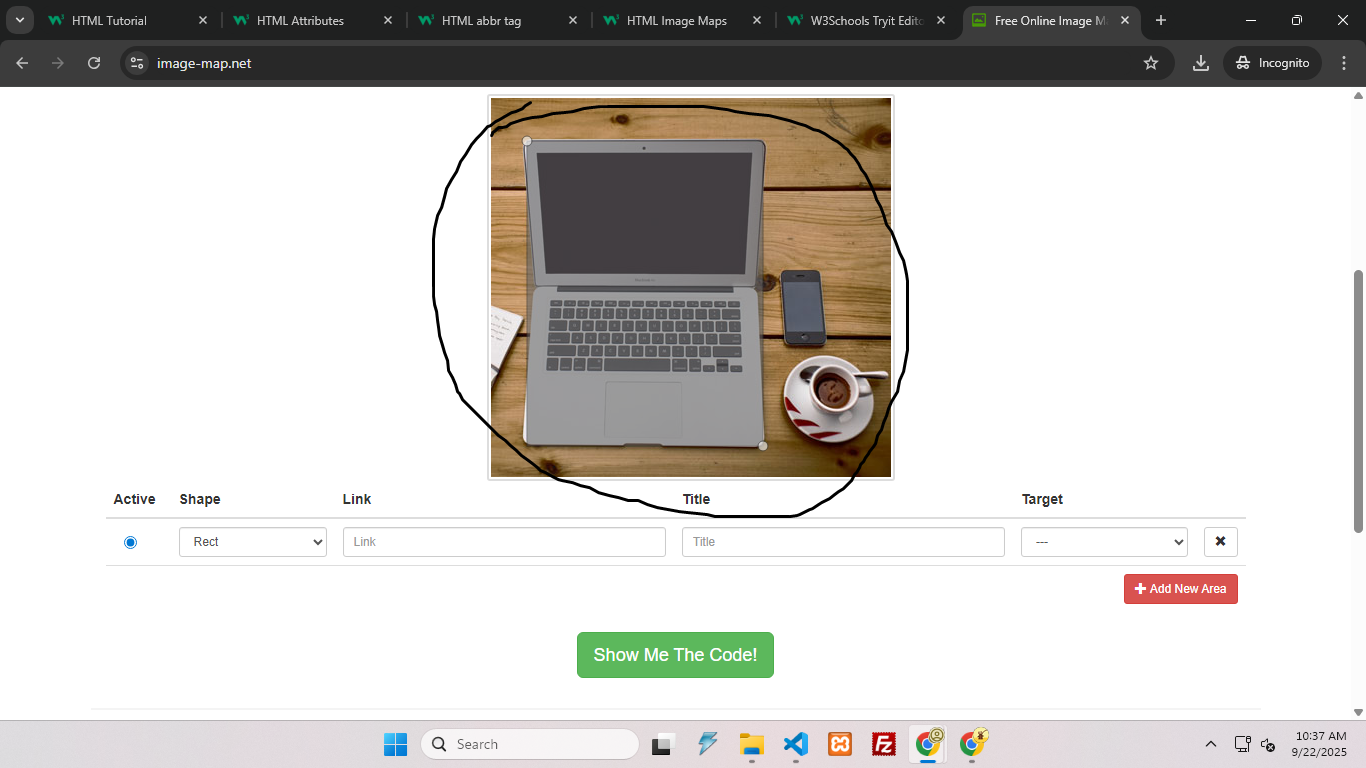 HTML Tutorial
HTML Attributes
HTML abbr tag
HTML Image Maps
W3Schools Tryit Edito
Free Online Image M
image-map.net
Incognito
Active Shape Link Title Target
Rect Link Title ---
Add New Area
Show Me The Code!
Search
10:37 AM
9/22/2025